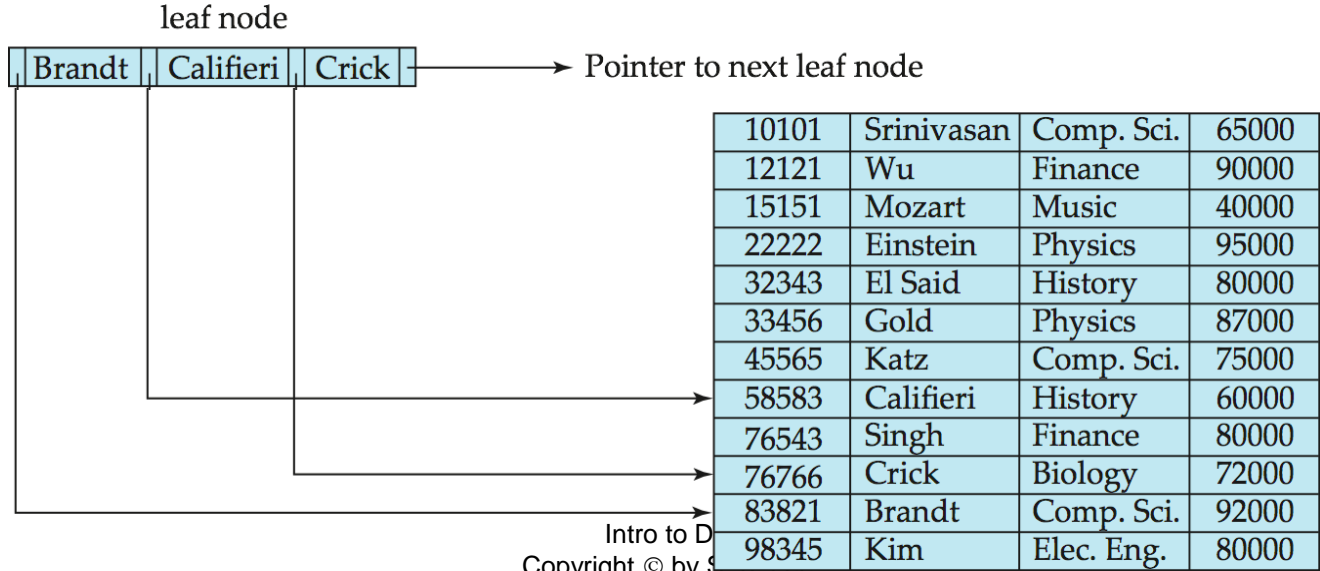 leaf node
Brandt Califieri Crick Pointer to next leaf node
10101 Srinivasan Comp. Sci. 65000
12121 Wu Finance 90000
15151 Mozart Music 40000
22222 Einstein Physics 95000
32343 El Said History 80000
33456 Gold Physics 87000
45565 Katz Comp. Sci. 75000
58583 Califieri History 60000
76543 Singh Finance 80000
76766 Crick Biology 72000
83821 Brandt Comp. Sci. 92000
98345 Kim Elec. Eng. 80000
Intro to D
Copyright © by S